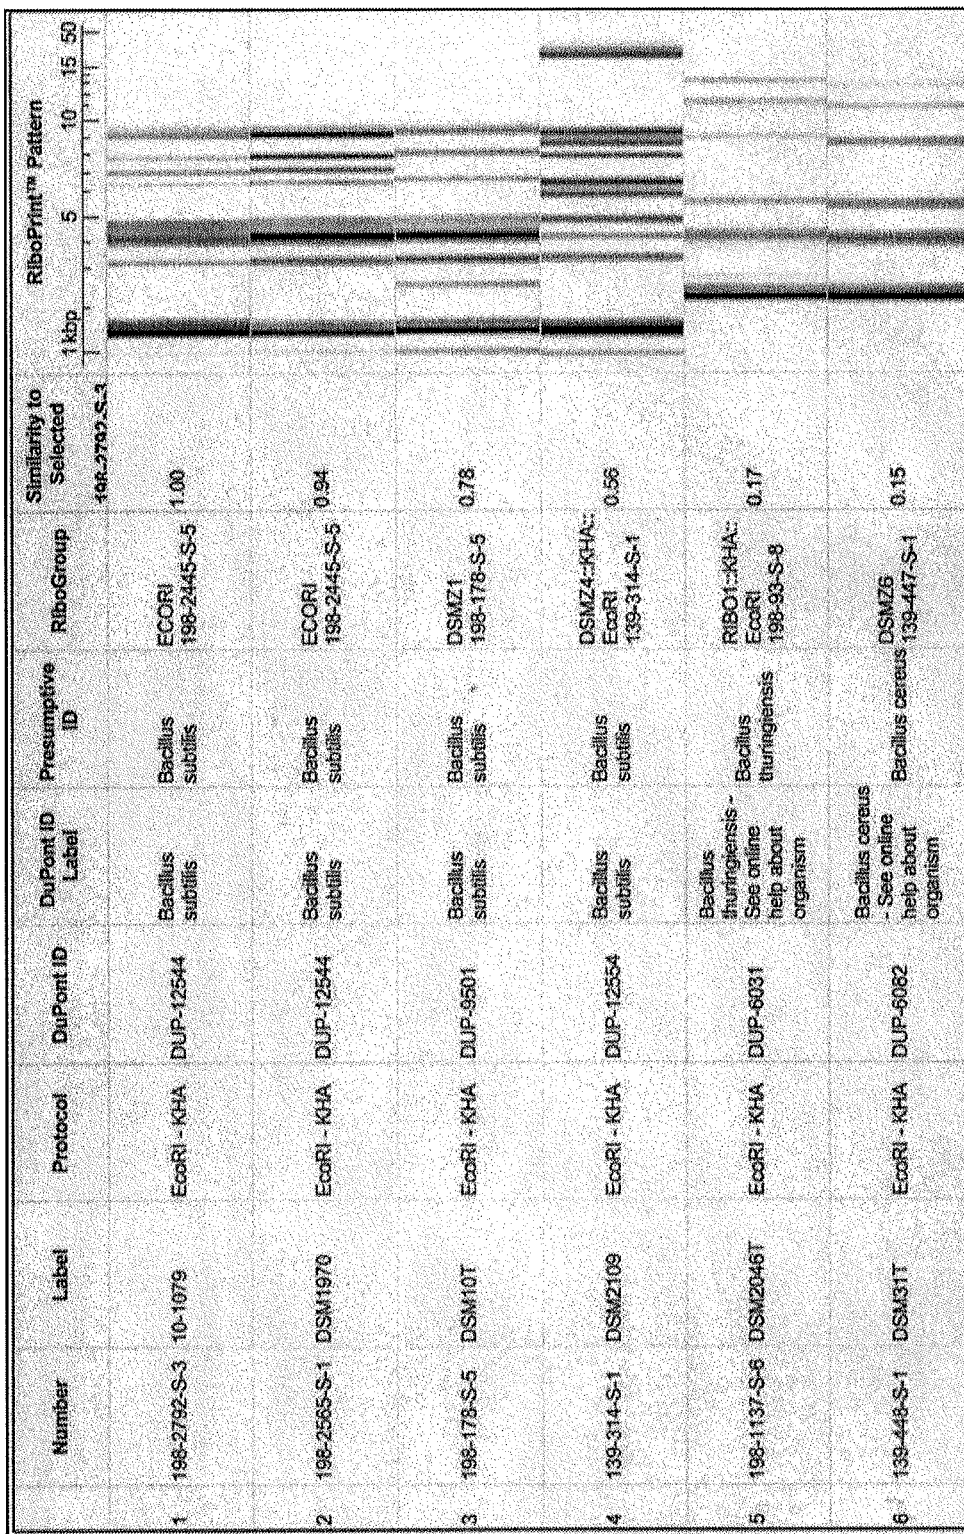 Number Label Protocol DuPont ID DuPont ID Label Presumptive ID RiboGroup Similarity to Selected RiboPrint™ Pattern
198-2792-S-3 1 kbp 5 10 15 50
1 198-2792-S-3 10-1079 EcoRI - KHA DUP-12544 Bacillus subtilis Bacillus subtilis ECORI 198-2445-S-5 1.00
2 198-2565-S-1 DSM1970 EcoRI - KHA DUP-12544 Bacillus subtilis Bacillus subtilis ECORI 198-2445-S-5 0.94
3 198-178-S-5 DSM10T EcoRI - KHA DUP-9501 Bacillus subtilis Bacillus subtilis DSMZ1 198-178-S-5 0.78
4 139-314-S-1 DSM2109 EcoRI - KHA DUP-12554 Bacillus subtilis Bacillus subtilis DSMZ4::KHA:: EcoRI 139-314-S-1 0.56
5 198-1137-S-6 DSM2046T EcoRI - KHA DUP-6031 Bacillus thuringiensis - See online help about organism Bacillus thuringiensis RIBO1::KHA:: EcoRI 198-93-S-8 0.17
6 139-448-S-1 DSM31T EcoRI - KHA DUP-6082 Bacillus cereus - See online help about organism Bacillus cereus DSMZ6 139-447-S-1 0.15